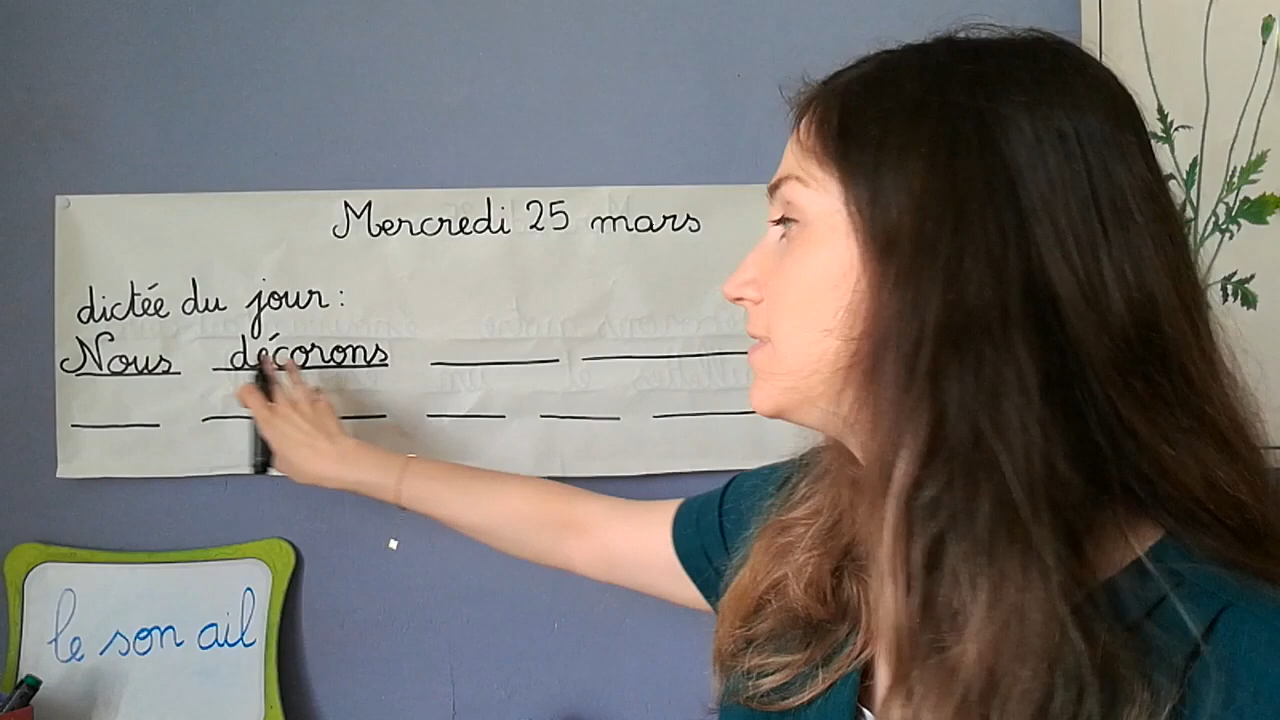 Mercredi 25 mars
dictée du jour :
Nous décorons
le son ail